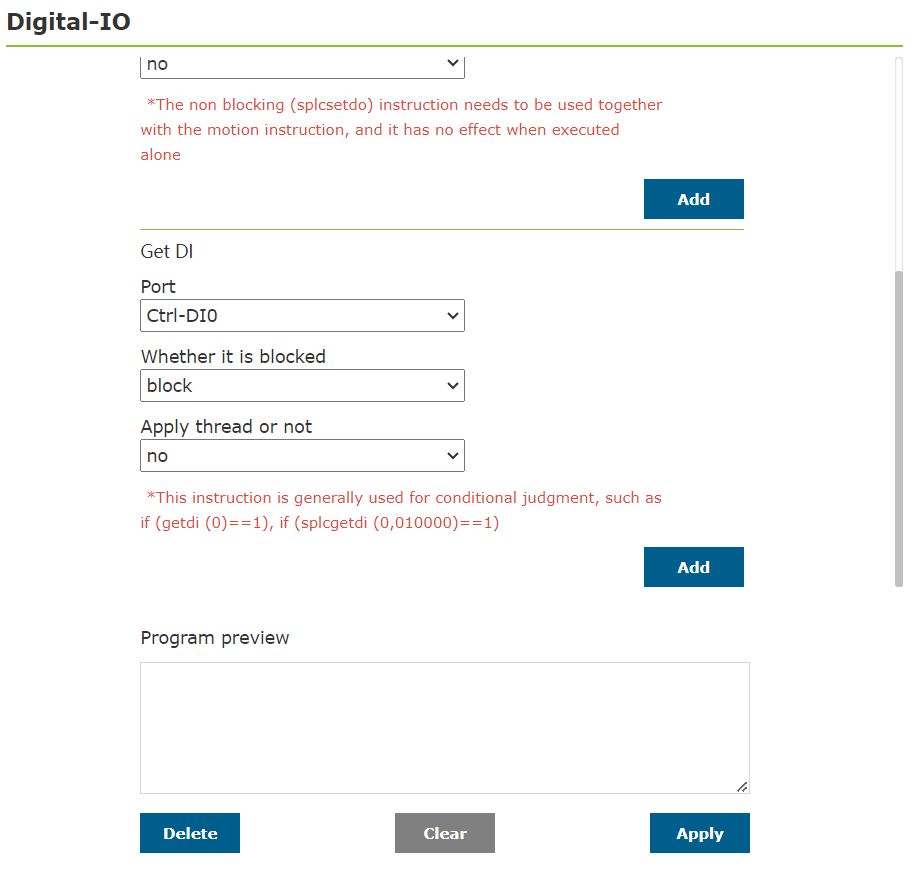 Digital-IO
no
*The non blocking (splcsetdo) instruction needs to be used together
with the motion instruction, and it has no effect when executed
alone
Add
Get DI
Port
Ctrl-DI0
Whether it is blocked
block
Apply thread or not
no
*This instruction is generally used for conditional judgment, such as
if (getdi (0)==1), if (splcgetdi (0,010000)==1)
Add
Program preview
Delete
Clear
Apply